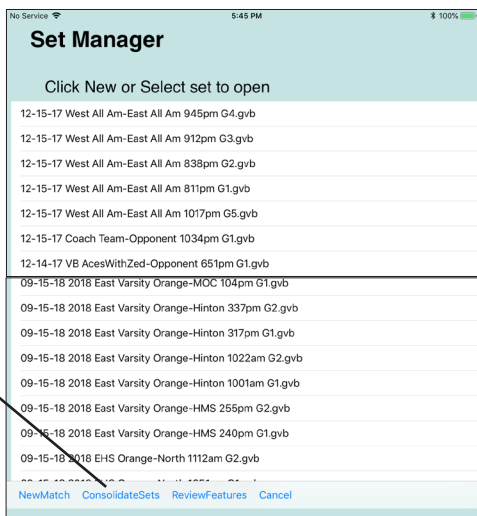 No Service 5:45 PM 100%
Set Manager
Click New or Select set to open
12-15-17 West All Am-East All Am 945pm G4.gvb
12-15-17 West All Am-East All Am 912pm G3.gvb
12-15-17 West All Am-East All Am 838pm G2.gvb
12-15-17 West All Am-East All Am 811pm G1.gvb
12-15-17 West All Am-East All Am 1017pm G5.gvb
12-15-17 Coach Team-Opponent 1034pm G1.gvb
12-14-17 VB AcesWithZed-Opponent 651pm G1.gvb
09-15-18 2018 East Varsity Orange-MOC 104pm G1.gvb
09-15-18 2018 East Varsity Orange-Hinton 337pm G2.gvb
09-15-18 2018 East Varsity Orange-Hinton 317pm G1.gvb
09-15-18 2018 East Varsity Orange-Hinton 1022am G2.gvb
09-15-18 2018 East Varsity Orange-Hinton 1001am G1.gvb
09-15-18 2018 East Varsity Orange-HMS 255pm G2.gvb
09-15-18 2018 East Varsity Orange-HMS 240pm G1.gvb
09-15-18 2018 EHS Orange-North 1112am G2.gvb
NewMatch ConsolidateSets ReviewFeatures Cancel